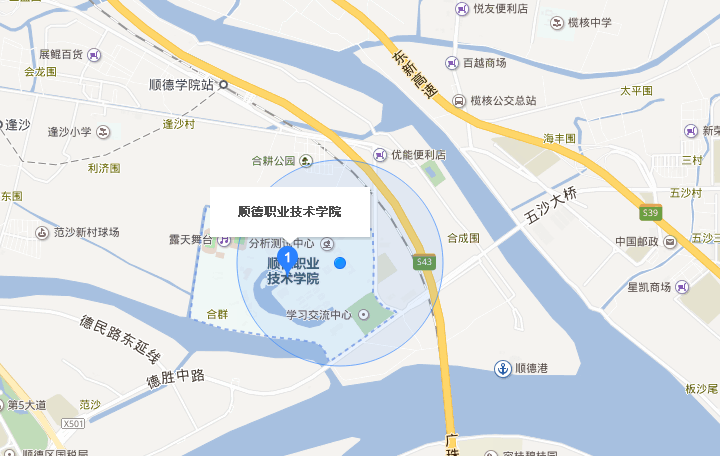 悦友便利店
榄核中学
展鲲百货
会龙围
百越商场
东新高速
顺德学院站
太平围
榄核公交总站
逢沙
逢沙小学
逢沙村
海丰围
新荣
利济围
合耕公园
优能便利店
三村
东围
五沙村
顺德职业技术学院
五沙大桥
S39
范沙新村球场
露天舞台
分析测试中心
合成围
中国邮政
五沙三
1
顺德职业
技术学院
S43
星凯商场
合群
学习交流中心
德民路东延线
德胜中路
顺德港
板沙尾
第5大道
范沙
X501
广珠
顺德区国税局